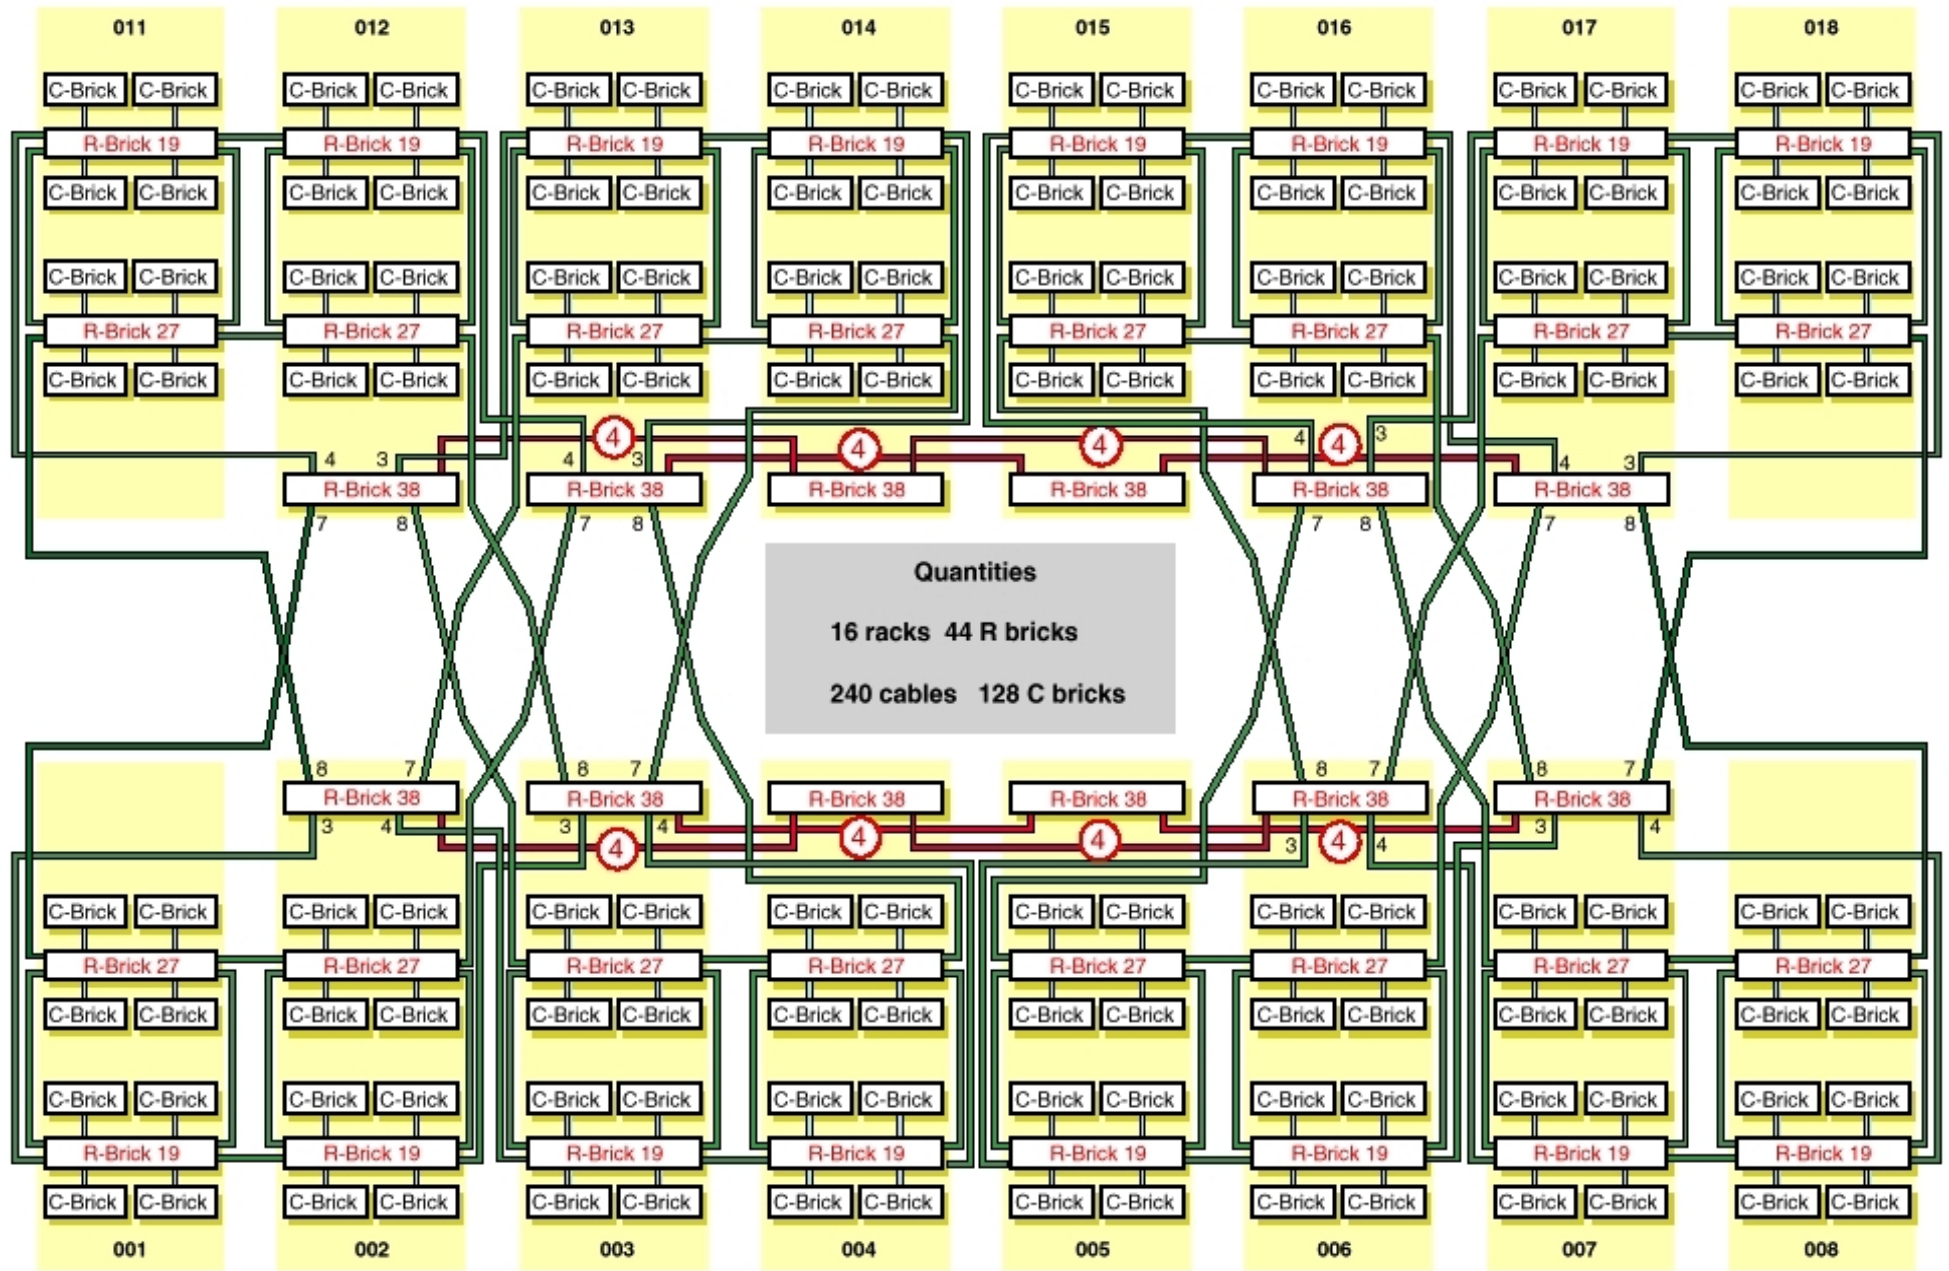 011 012 013 014 015 016 017 018
C-Brick C-Brick C-Brick C-Brick C-Brick C-Brick C-Brick C-Brick C-Brick C-Brick C-Brick C-Brick C-Brick C-Brick C-Brick C-Brick
R-Brick 19 R-Brick 19 R-Brick 19 R-Brick 19 R-Brick 19 R-Brick 19 R-Brick 19 R-Brick 19
C-Brick C-Brick C-Brick C-Brick C-Brick C-Brick C-Brick C-Brick C-Brick C-Brick C-Brick C-Brick C-Brick C-Brick C-Brick C-Brick
C-Brick C-Brick C-Brick C-Brick C-Brick C-Brick C-Brick C-Brick C-Brick C-Brick C-Brick C-Brick C-Brick C-Brick C-Brick C-Brick
R-Brick 27 R-Brick 27 R-Brick 27 R-Brick 27 R-Brick 27 R-Brick 27 R-Brick 27 R-Brick 27
C-Brick C-Brick C-Brick C-Brick C-Brick C-Brick C-Brick C-Brick C-Brick C-Brick C-Brick C-Brick C-Brick C-Brick C-Brick C-Brick
4 4 4 4 4 3
4 3 4 3 4 3
R-Brick 38 R-Brick 38 R-Brick 38 R-Brick 38 R-Brick 38 R-Brick 38
7 8 7 8 7 8 7 8
Quantities
16 racks 44 R bricks
240 cables 128 C bricks
8 7 8 7 8 7 8 7
R-Brick 38 R-Brick 38 R-Brick 38 R-Brick 38 R-Brick 38 R-Brick 38
3 4 3 4 3 4
4 4 4 3 4 4
C-Brick C-Brick C-Brick C-Brick C-Brick C-Brick C-Brick C-Brick C-Brick C-Brick C-Brick C-Brick C-Brick C-Brick C-Brick C-Brick
R-Brick 27 R-Brick 27 R-Brick 27 R-Brick 27 R-Brick 27 R-Brick 27 R-Brick 27 R-Brick 27
C-Brick C-Brick C-Brick C-Brick C-Brick C-Brick C-Brick C-Brick C-Brick C-Brick C-Brick C-Brick C-Brick C-Brick C-Brick C-Brick
C-Brick C-Brick C-Brick C-Brick C-Brick C-Brick C-Brick C-Brick C-Brick C-Brick C-Brick C-Brick C-Brick C-Brick C-Brick C-Brick
R-Brick 19 R-Brick 19 R-Brick 19 R-Brick 19 R-Brick 19 R-Brick 19 R-Brick 19 R-Brick 19
C-Brick C-Brick C-Brick C-Brick C-Brick C-Brick C-Brick C-Brick C-Brick C-Brick C-Brick C-Brick C-Brick C-Brick C-Brick C-Brick
001 002 003 004 005 006 007 008